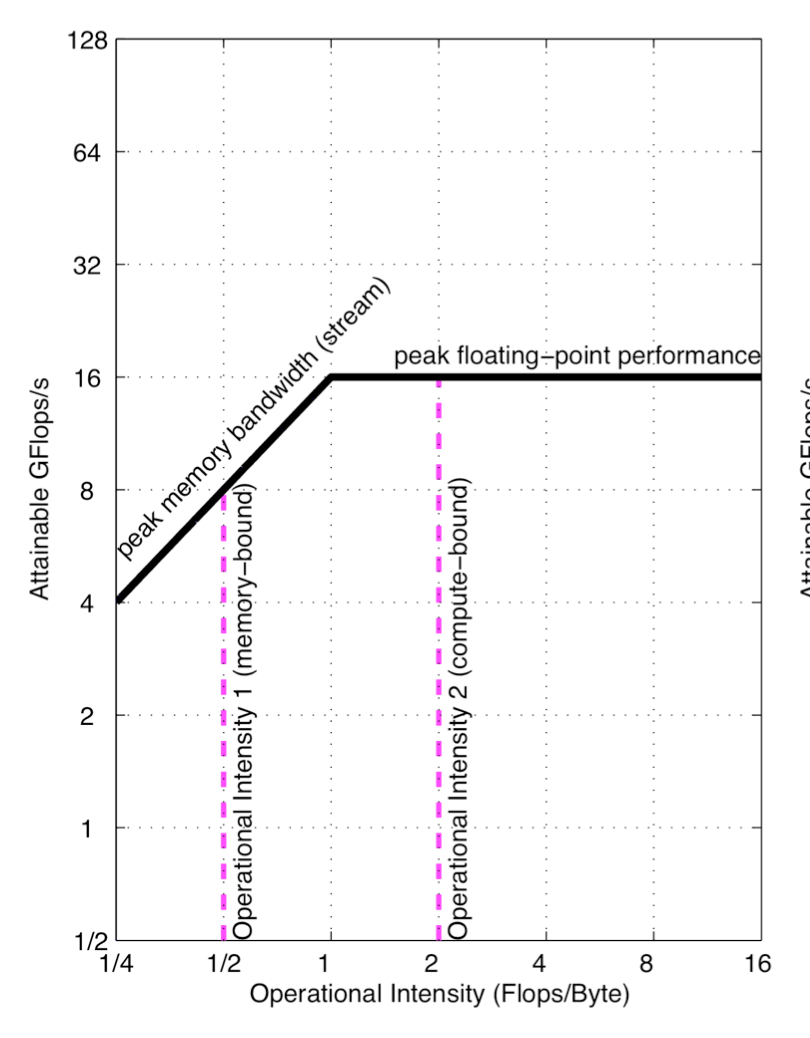 128
64
32
16
8
4
2
1
1/2
Attainable GFlops/s
peak memory bandwidth (stream)
peak floating−point performance
Operational Intensity 1 (memory−bound)
Operational Intensity 2 (compute−bound)
1/4 1/2 1 2 4 8 16
Operational Intensity (Flops/Byte)